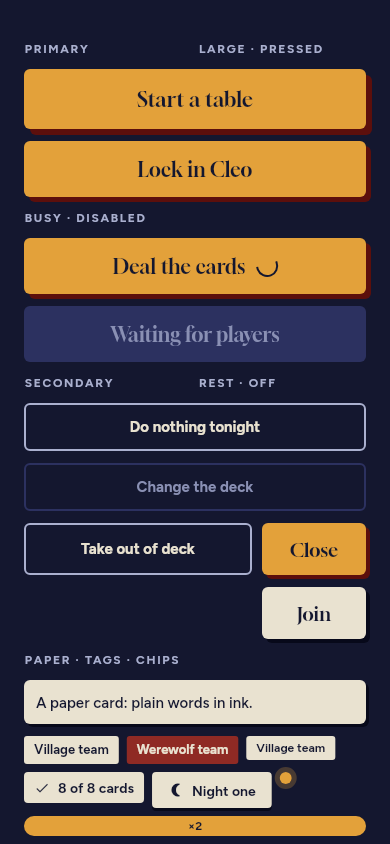 PRIMARY LARGE · PRESSED
Start a table
Lock in Cleo
BUSY · DISABLED
Deal the cards
Waiting for players
SECONDARY REST · OFF
Do nothing tonight
Change the deck
Take out of deck Close
Join
PAPER · TAGS · CHIPS
A paper card: plain words in ink.
Village team Werewolf team Village team
8 of 8 cards Night one
×2